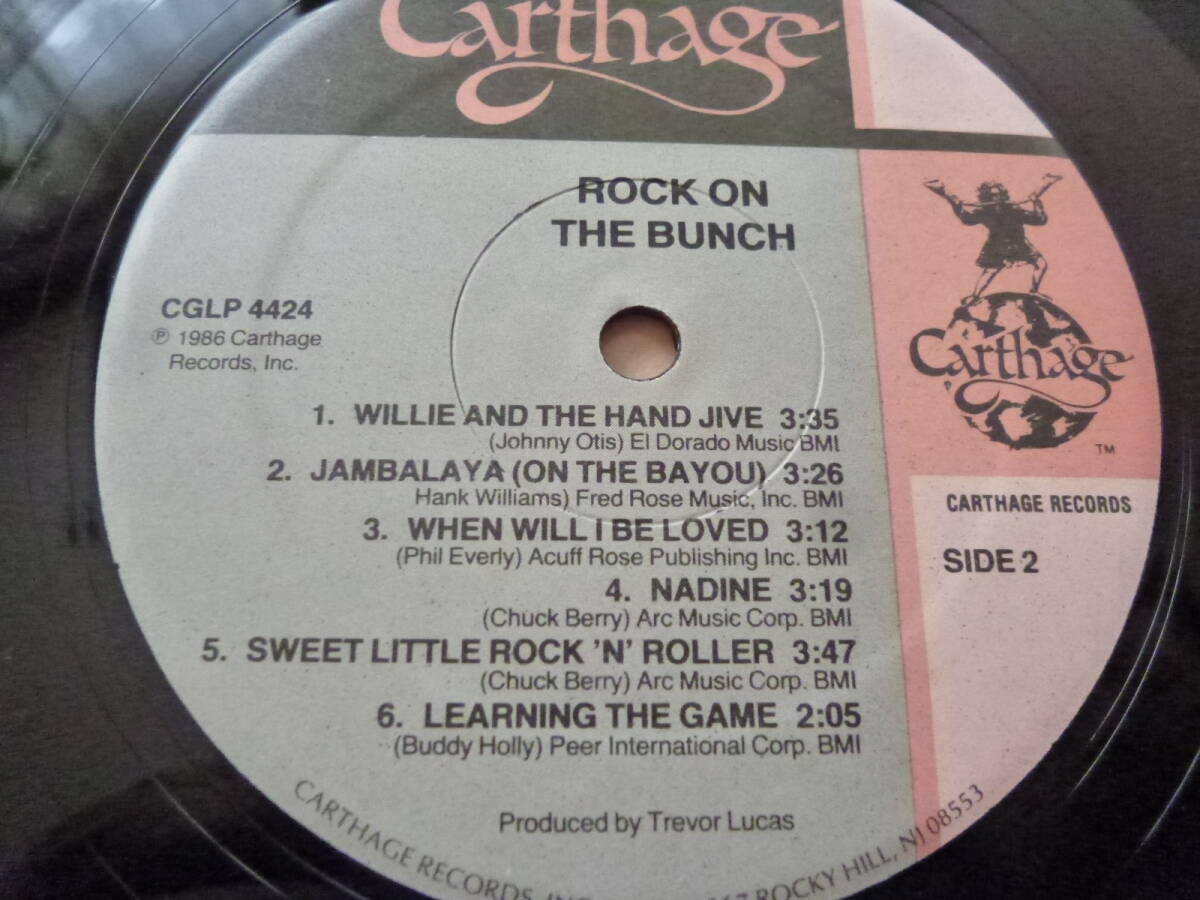 Carthage
ROCK ON
THE BUNCH
CGLP 4424
℗ 1986 Carthage
Records, Inc.
1. WILLIE AND THE HAND JIVE 3:35
(Johnny Otis) El Dorado Music BMI
2. JAMBALAYA (ON THE BAYOU) 3:26
Hank Williams) Fred Rose Music, Inc. BMI
3. WHEN WILL I BE LOVED 3:12
(Phil Everly) Acuff Rose Publishing Inc. BMI
4. NADINE 3:19
(Chuck Berry) Arc Music Corp. BMI
5. SWEET LITTLE ROCK 'N' ROLLER 3:47
(Chuck Berry) Arc Music Corp. BMI
6. LEARNING THE GAME 2:05
(Buddy Holly) Peer International Corp. BMI
Produced by Trevor Lucas
Carthage
TM
CARTHAGE RECORDS
SIDE 2
CARTHAGE RECORDS, ROCKY HILL, NJ 08553